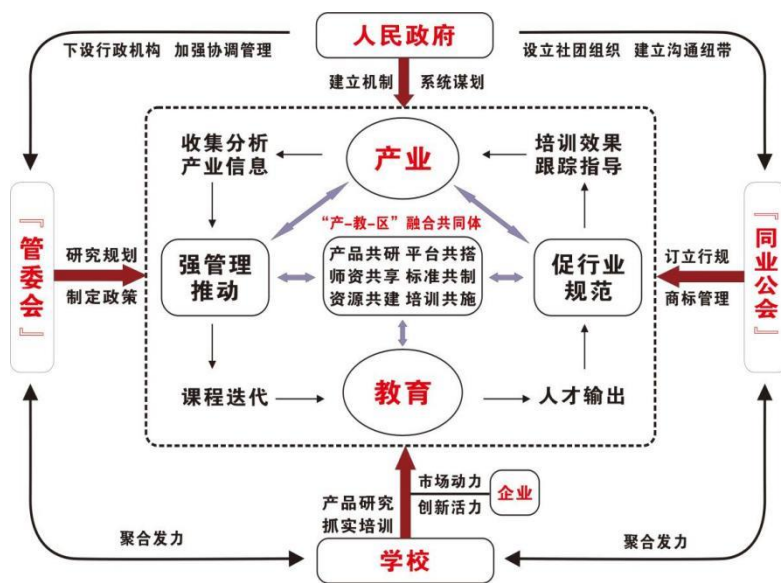 人民政府
下设行政机构 加强协调管理
设立社团组织 建立沟通纽带
建立机制 系统谋划
收集分析
产业信息
产业
培训效果
跟踪指导
“产-教-区”融合共同体
『管委会』
研究规划
制定政策
强管理
推动
产品共研 平台共搭
师资共享 标准共制
资源共建 培训共施
促行业
规范
订立行规
商标管理
『同业公会』
课程迭代
教育
人才输出
产品研究
抓实培训
市场动力
创新活力
企业
聚合发力
学校
聚合发力